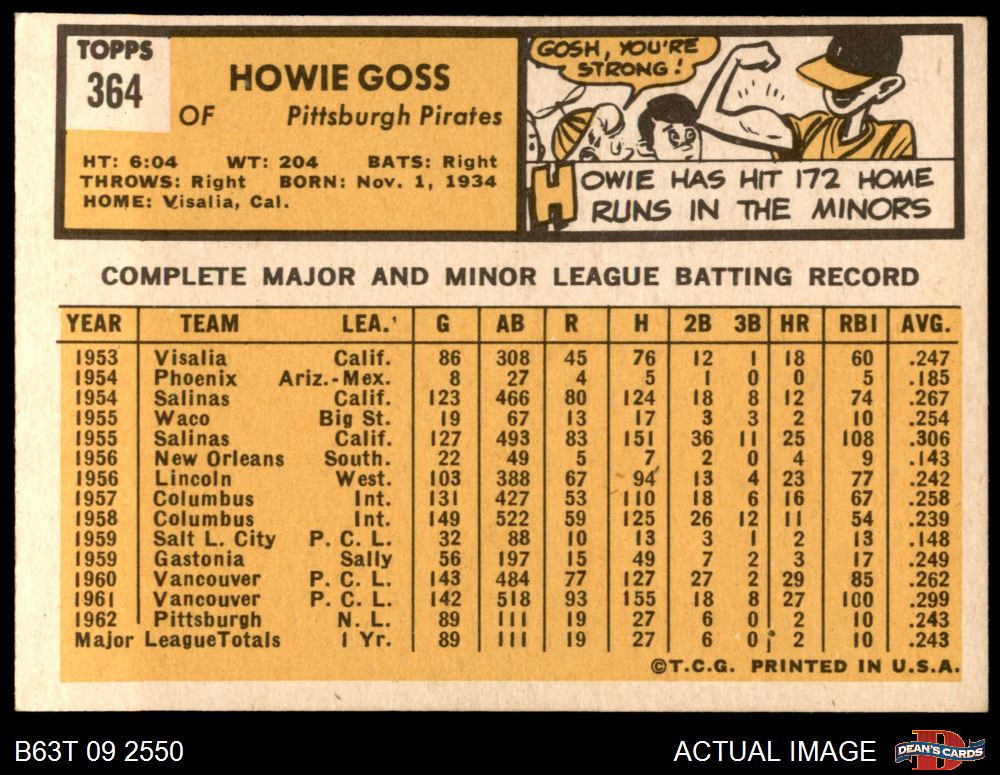 TOPPS
364
HOWIE GOSS
OF Pittsburgh Pirates
HT: 6:04 WT: 204 BATS: Right
THROWS: Right BORN: Nov. 1, 1934
HOME: Visalia, Cal.
GOSH, YOU'RE
STRONG!
HOWIE HAS HIT 172 HOME
RUNS IN THE MINORS
COMPLETE MAJOR AND MINOR LEAGUE BATTING RECORD
YEAR TEAM LEA. G AB R H 2B 3B HR RBI AVG.
1953 Visalia Calif. 86 308 45 76 12 1 18 60 .247
1954 Phoenix Ariz.-Mex. 8 27 4 5 1 0 0 5 .185
1954 Salinas Calif. 123 466 80 124 18 8 12 74 .267
1955 Waco Big St. 19 67 13 17 3 3 2 10 .254
1955 Salinas Calif. 127 493 83 151 36 11 25 108 .306
1956 New Orleans South. 22 49 5 7 2 0 4 9 .143
1956 Lincoln West. 103 388 67 94 13 4 23 77 .242
1957 Columbus Int. 131 427 53 110 18 6 16 67 .258
1958 Columbus Int. 149 522 59 125 26 12 11 54 .239
1959 Salt L. City P. C. L. 32 88 10 13 3 1 2 13 .148
1959 Gastonia Sally 56 197 15 49 7 2 3 17 .249
1960 Vancouver P. C. L. 143 484 77 127 27 2 29 85 .262
1961 Vancouver P. C. L. 142 518 93 155 18 8 27 100 .299
1962 Pittsburgh N. L. 89 111 19 27 6 0 2 10 .243
Major League Totals 1 Yr. 89 111 19 27 6 0 2 10 .243
©T.C.G. PRINTED IN U.S.A.
B63T 09 2550 ACTUAL IMAGE DEAN'S CARDS